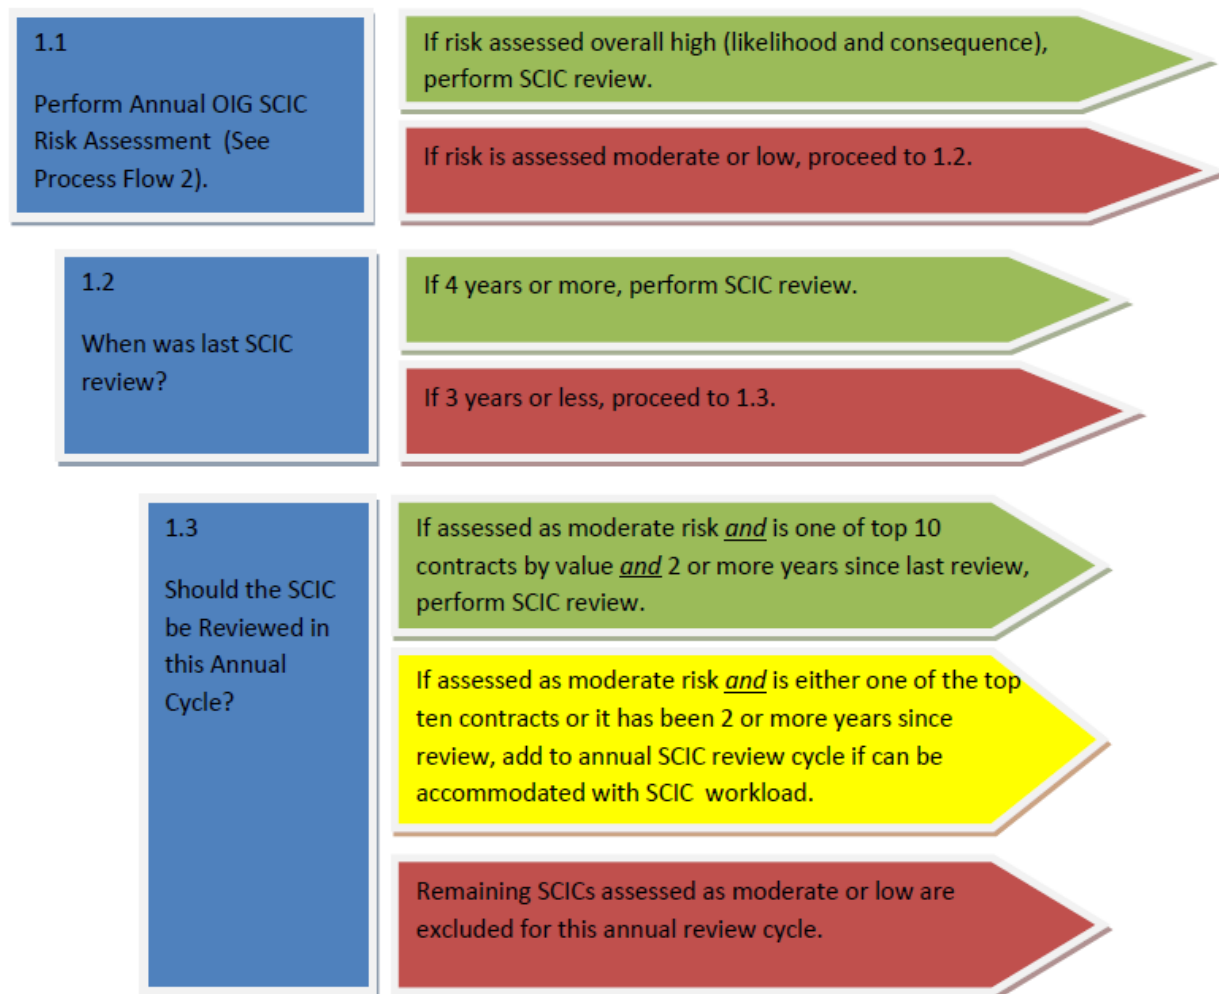 1.1
Perform Annual OIG SCIC
Risk Assessment (See
Process Flow 2).
If risk assessed overall high (likelihood and consequence),
perform SCIC review.
If risk is assessed moderate or low, proceed to 1.2.
1.2
When was last SCIC
review?
If 4 years or more, perform SCIC review.
If 3 years or less, proceed to 1.3.
1.3
Should the SCIC
be Reviewed in
this Annual
Cycle?
If assessed as moderate risk and is one of top 10
contracts by value and 2 or more years since last review,
perform SCIC review.
If assessed as moderate risk and is either one of the top
ten contracts or it has been 2 or more years since
review, add to annual SCIC review cycle if can be
accommodated with SCIC workload.
Remaining SCICs assessed as moderate or low are
excluded for this annual review cycle.